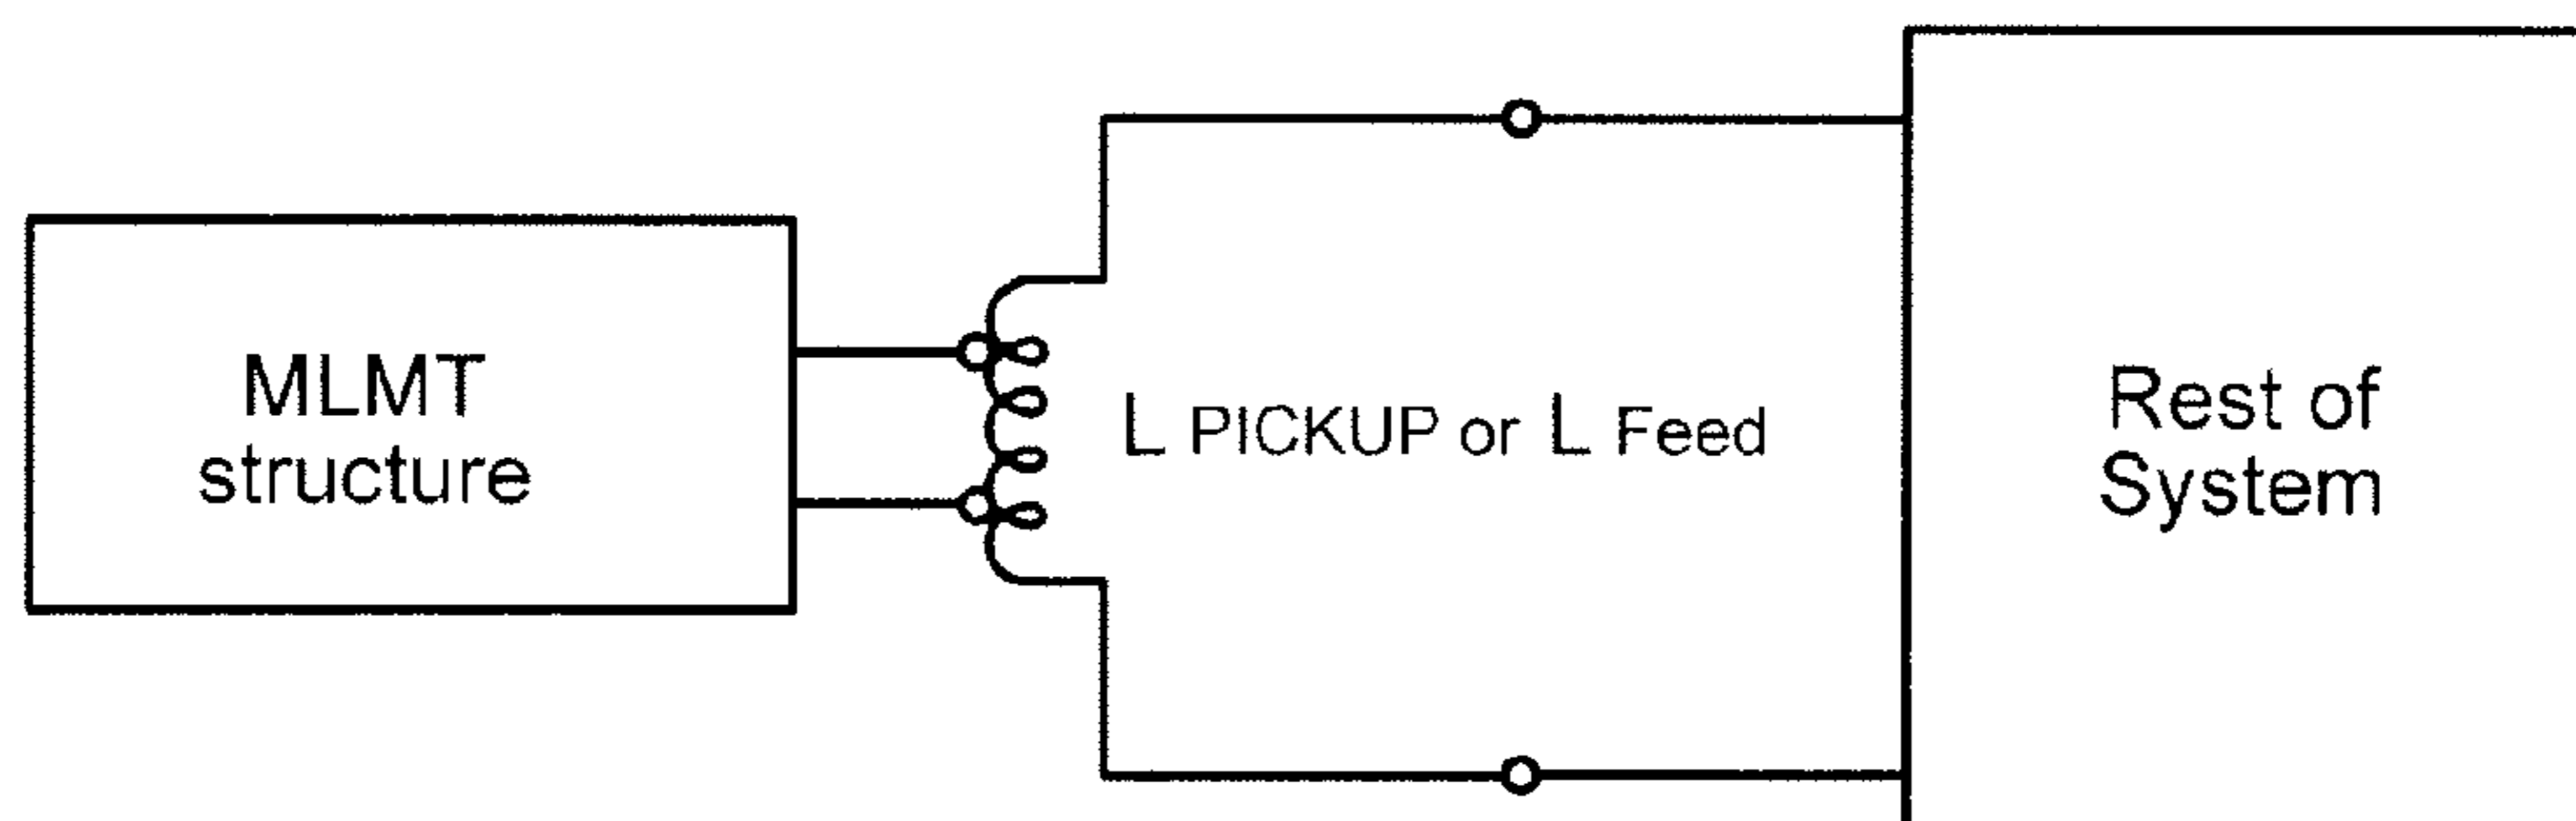 MLMT
structure
L PICKUP or L Feed
Rest of
System